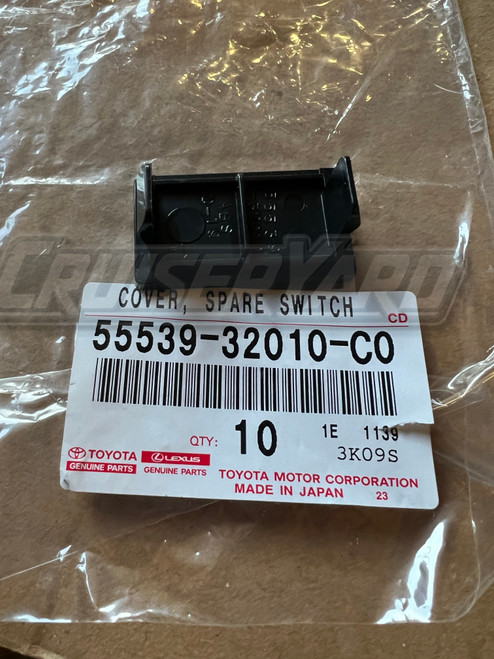 CRUISERYARD
COVER, SPARE SWITCH
CD
55539-32010-C0
QTY: 10
1E 1139
3K09S
TOYOTA
GENUINE PARTS
LEXUS
GENUINE PARTS
TOYOTA MOTOR CORPORATION
MADE IN JAPAN 23